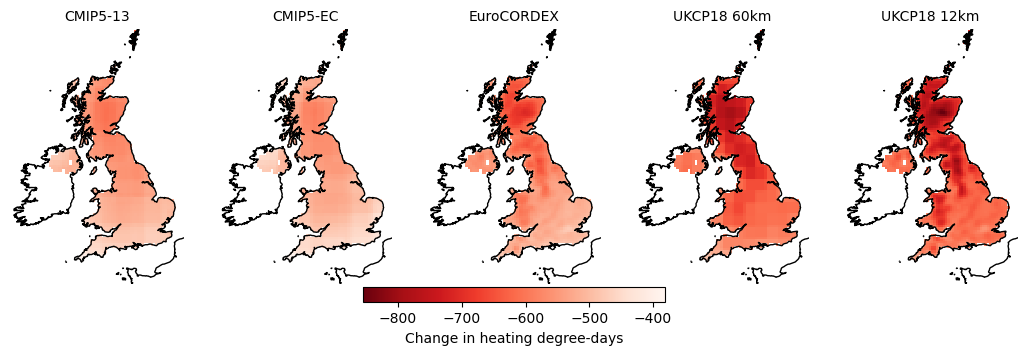 CMIP5-13
CMIP5-EC
EuroCORDEX
UKCP18 60km
UKCP18 12km
−800
−700
−600
−500
−400
Change in heating degree-days